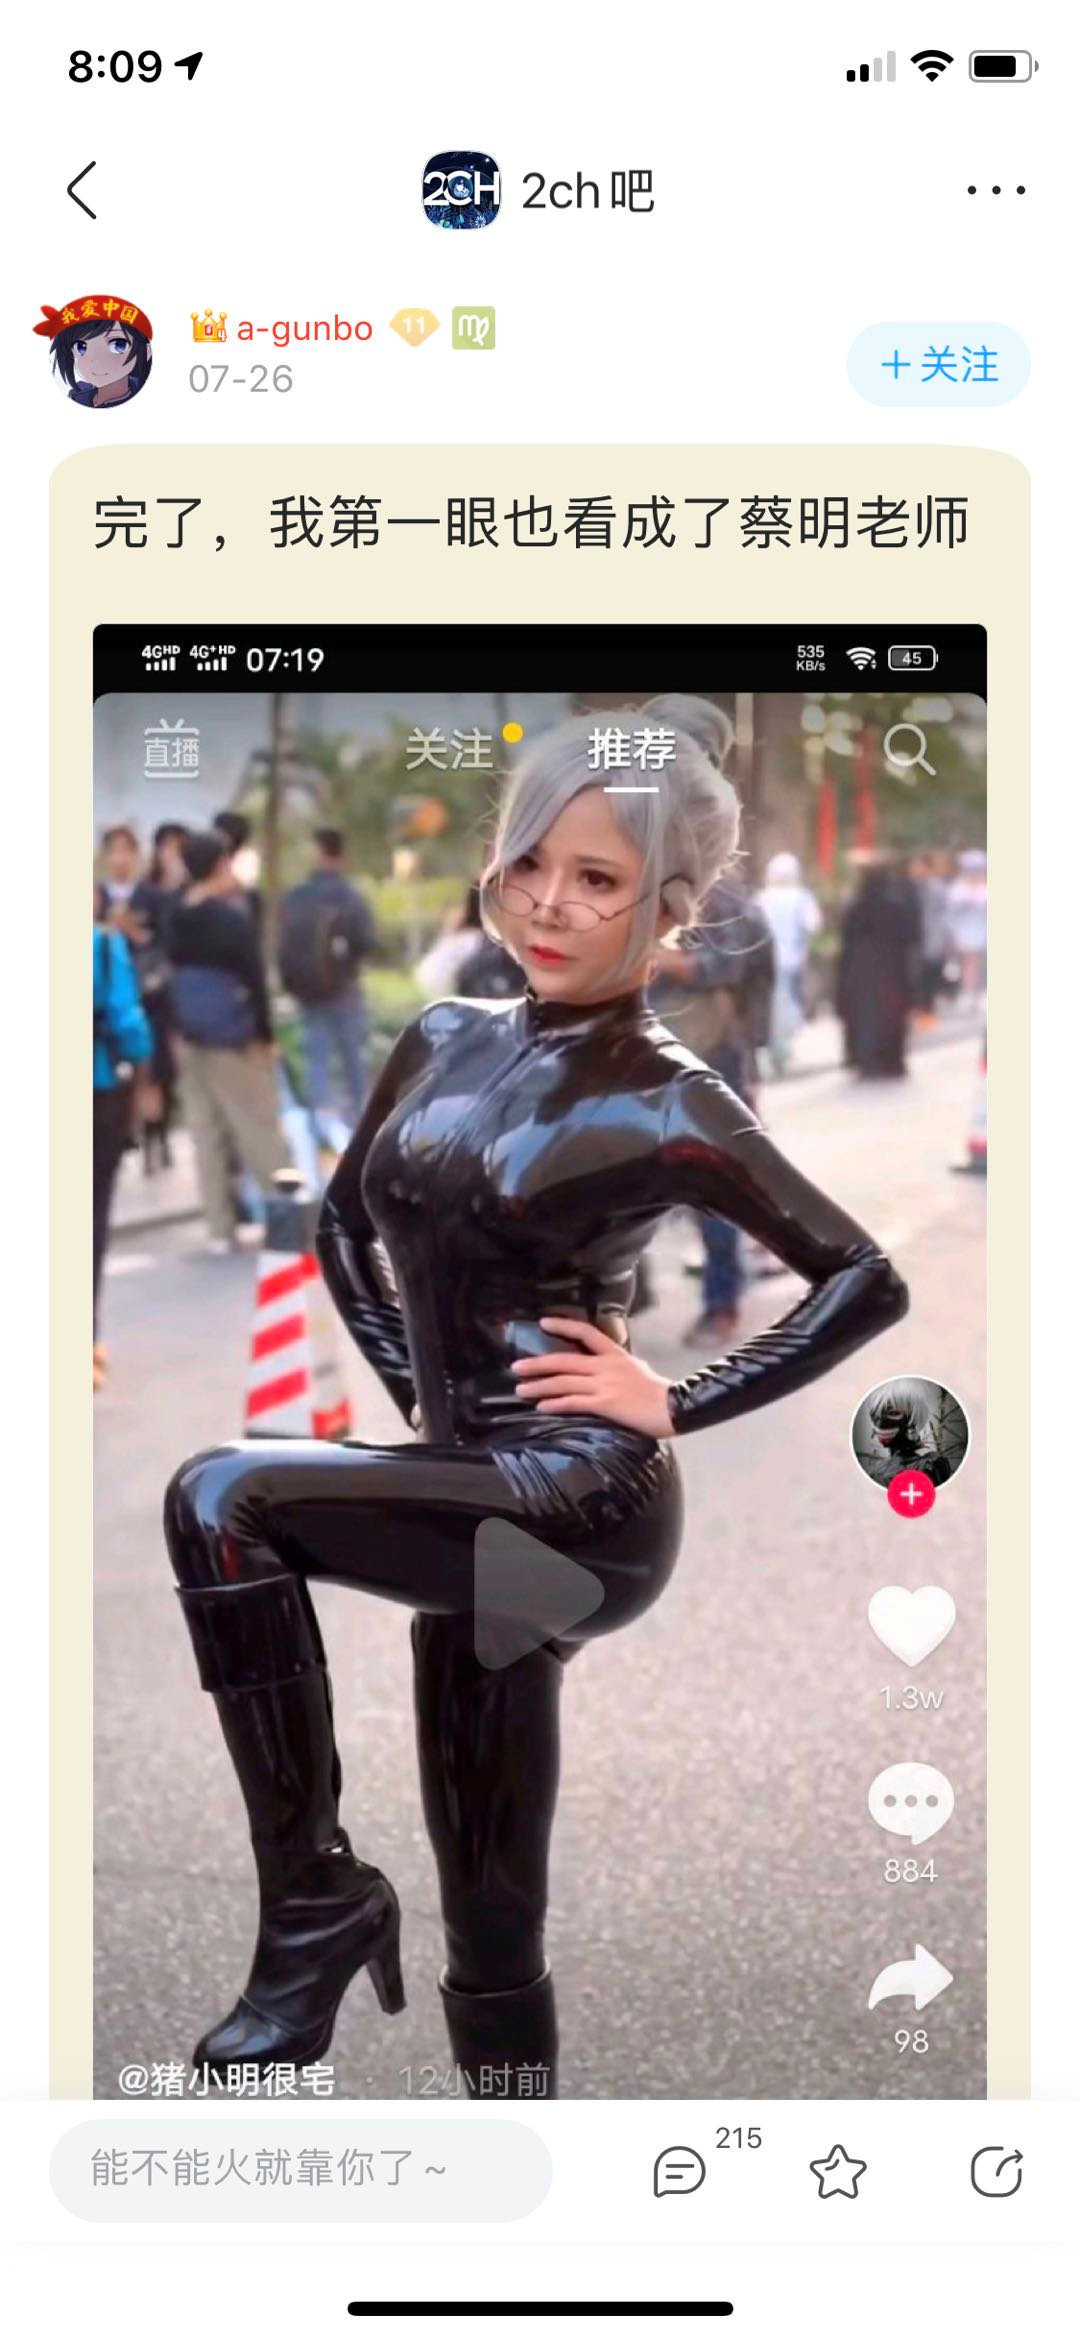 8:09
2CH 2ch吧
我爱中国
a-gunbo 11
07-26
+关注
完了，我第一眼也看成了蔡明老师
4GHD 4G+HD 07:19 535 KB/s 45
直播 关注 推荐
1.3w
884
98
@猪小明很宅 · 12小时前
能不能火就靠你了~ 215